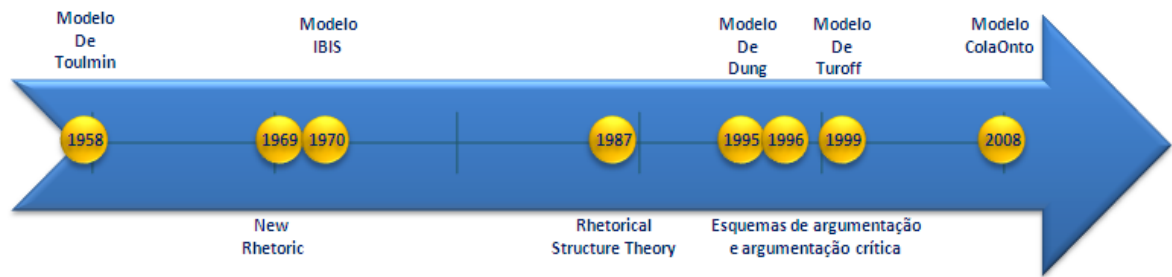 Modelo
De
Toulmin
Modelo
IBIS
Modelo
De
Dung
Modelo
De
Turoff
Modelo
ColaOnto
1958
1969
1970
1987
1995
1996
1999
2008
New
Rhetoric
Rhetorical
Structure Theory
Esquemas de argumentação
e argumentação crítica